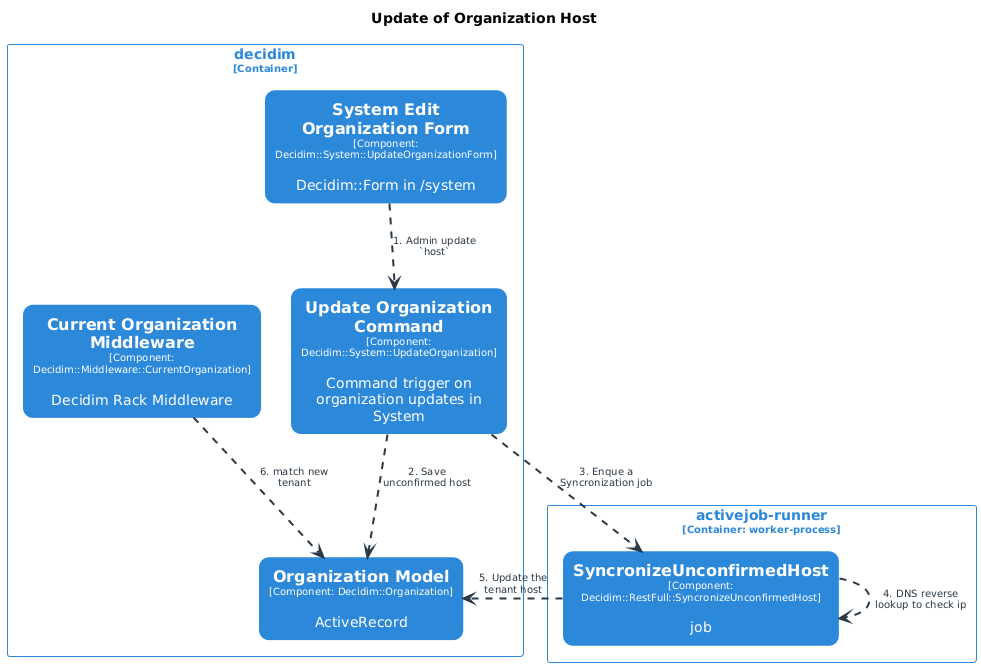 Update of Organization Host
decidim
[Container]
System Edit
Organization Form
[Component:
Decidim::System::UpdateOrganizationForm]
Decidim::Form in /system
1. Admin update
`host`
Current Organization
Middleware
[Component:
Decidim::Middleware::CurrentOrganization]
Decidim Rack Middleware
Update Organization
Command
[Component:
Decidim::System::UpdateOrganization]
Command trigger on
organization updates in
System
6. match new
tenant
2. Save
unconfirmed host
3. Enque a
Syncronization job
activejob-runner
[Container: worker-process]
Organization Model
[Component: Decidim::Organization]
ActiveRecord
5. Update the
tenant host
SyncronizeUnconfirmedHost
[Component:
Decidim::RestFull::SyncronizeUnconfirmedHost]
job
4. DNS reverse
lookup to check ip